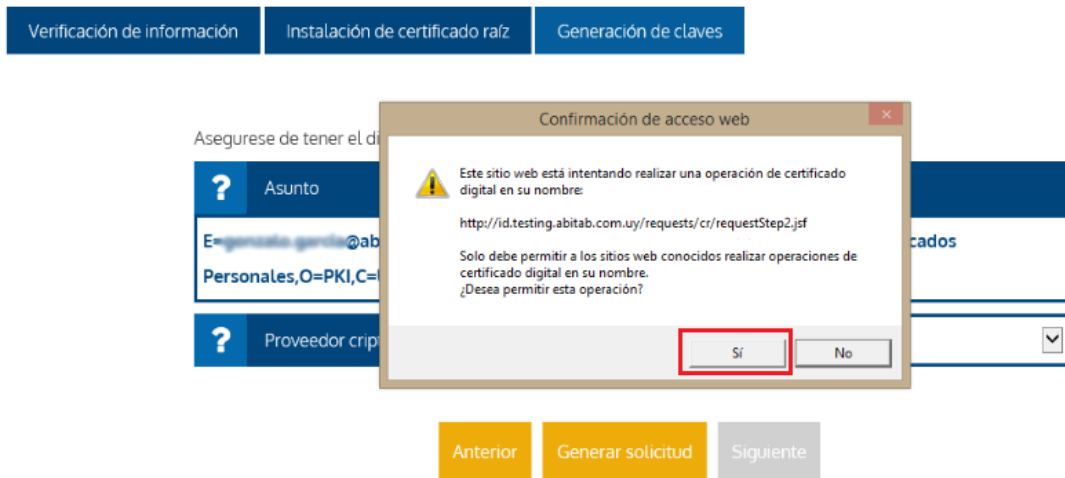 Verificación de información
Instalación de certificado raíz
Generación de claves
Asegurese de tener el di
Asunto
E= @ab
cados
Personales,O=PKI,C=
Proveedor crip
Confirmación de acceso web
Este sitio web está intentando realizar una operación de certificado
digital en su nombre:
http://id.testing.abitab.com.uy/requests/cr/requestStep2.jsf
Solo debe permitir a los sitios web conocidos realizar operaciones de
certificado digital en su nombre.
¿Desea permitir esta operación?
Sí
No
Anterior
Generar solicitud
Siguiente